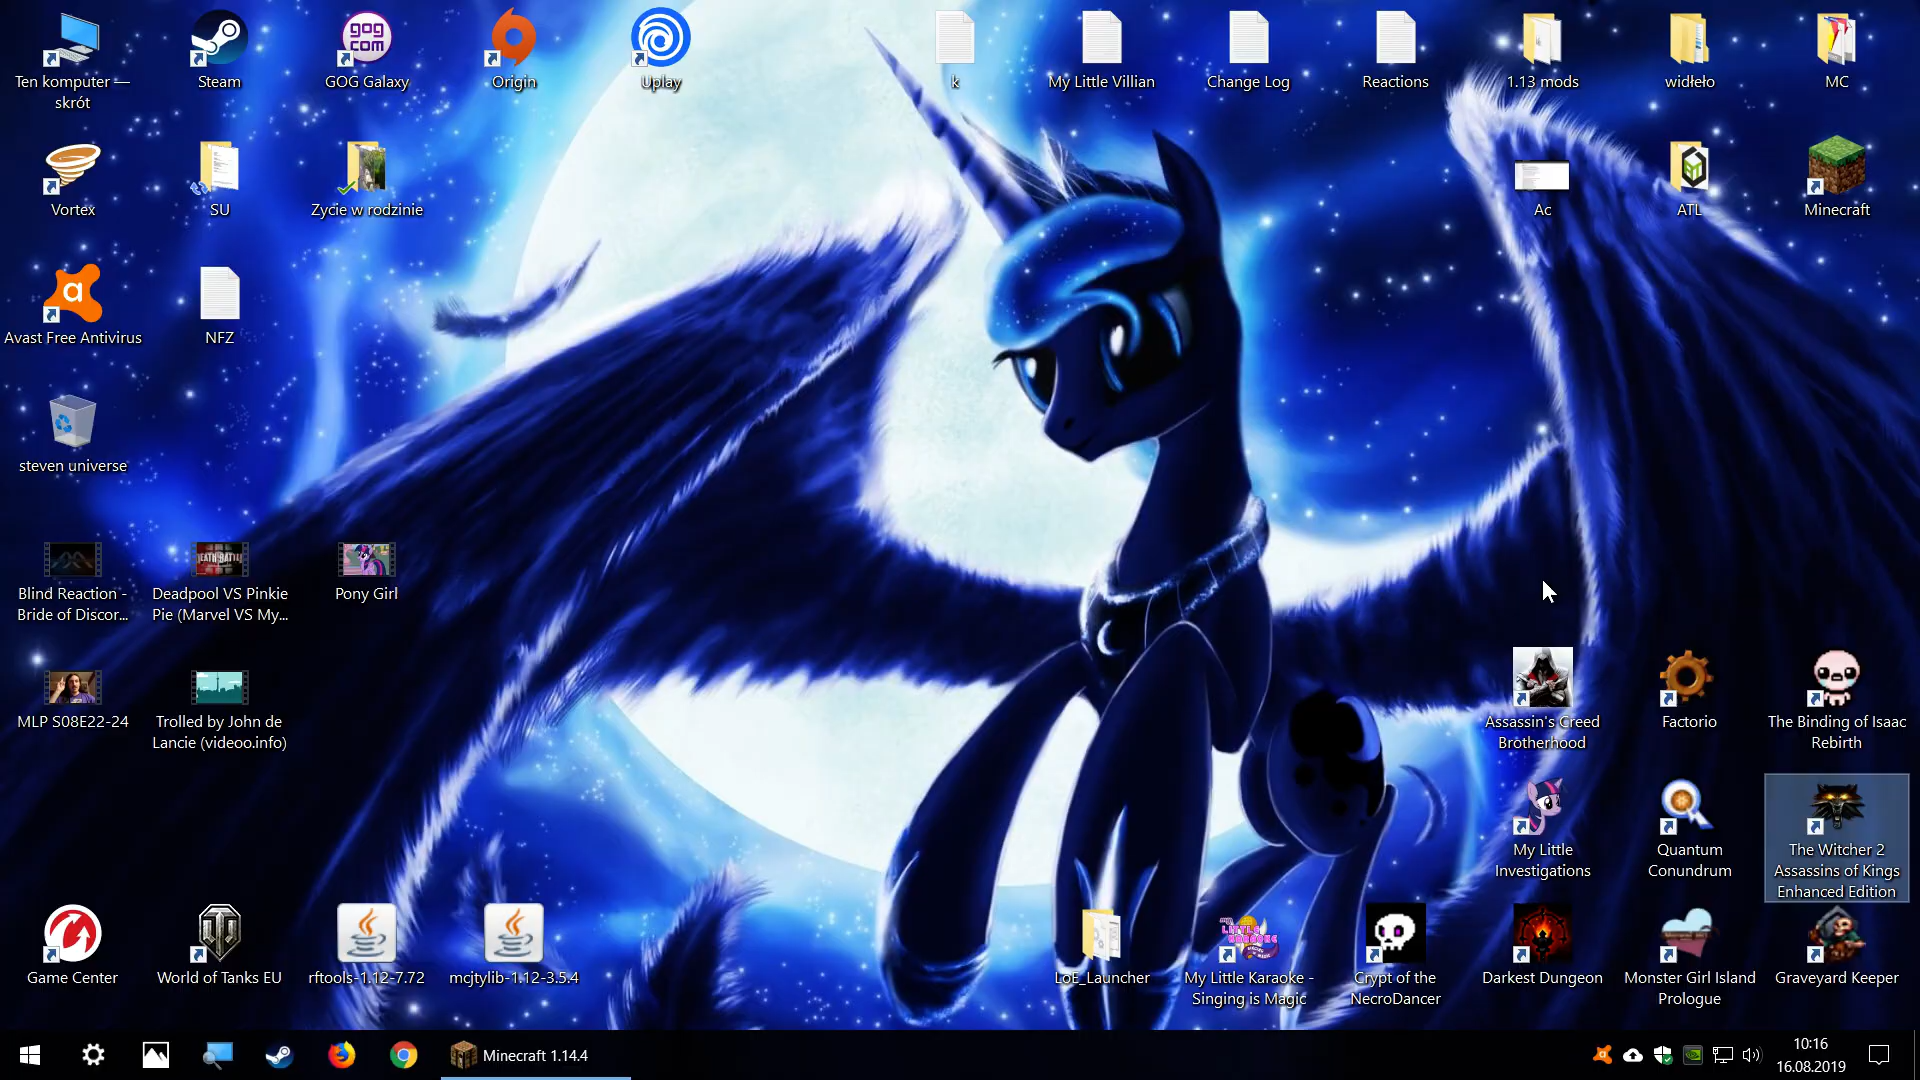 Ten komputer —
skrót
Steam
gog
com
GOG Galaxy
Origin
Uplay
k
My Little Villian
Change Log
Reactions
1.13 mods
widłeło
MC
Vortex
SU
Zycie w rodzinie
Ac
ATL
Minecraft
a
Avast Free Antivirus
NFZ
steven universe
Blind Reaction -
Bride of Discor...
Deadpool VS Pinkie
Pie (Marvel VS My...
Pony Girl
MLP S08E22-24
Trolled by John de
Lancie (videoo.info)
Assassin's Creed
Brotherhood
Factorio
The Binding of Isaac
Rebirth
My Little
Investigations
Quantum
Conundrum
The Witcher 2
Assassins of Kings
Enhanced Edition
Game Center
World of Tanks EU
rftools-1.12-7.72
mcjtylib-1.12-3.5.4
LoE_Launcher
My Little Karaoke -
Singing is Magic
Crypt of the
NecroDancer
Darkest Dungeon
Monster Girl Island
Prologue
Graveyard Keeper
Minecraft 1.14.4
10:16
16.08.2019